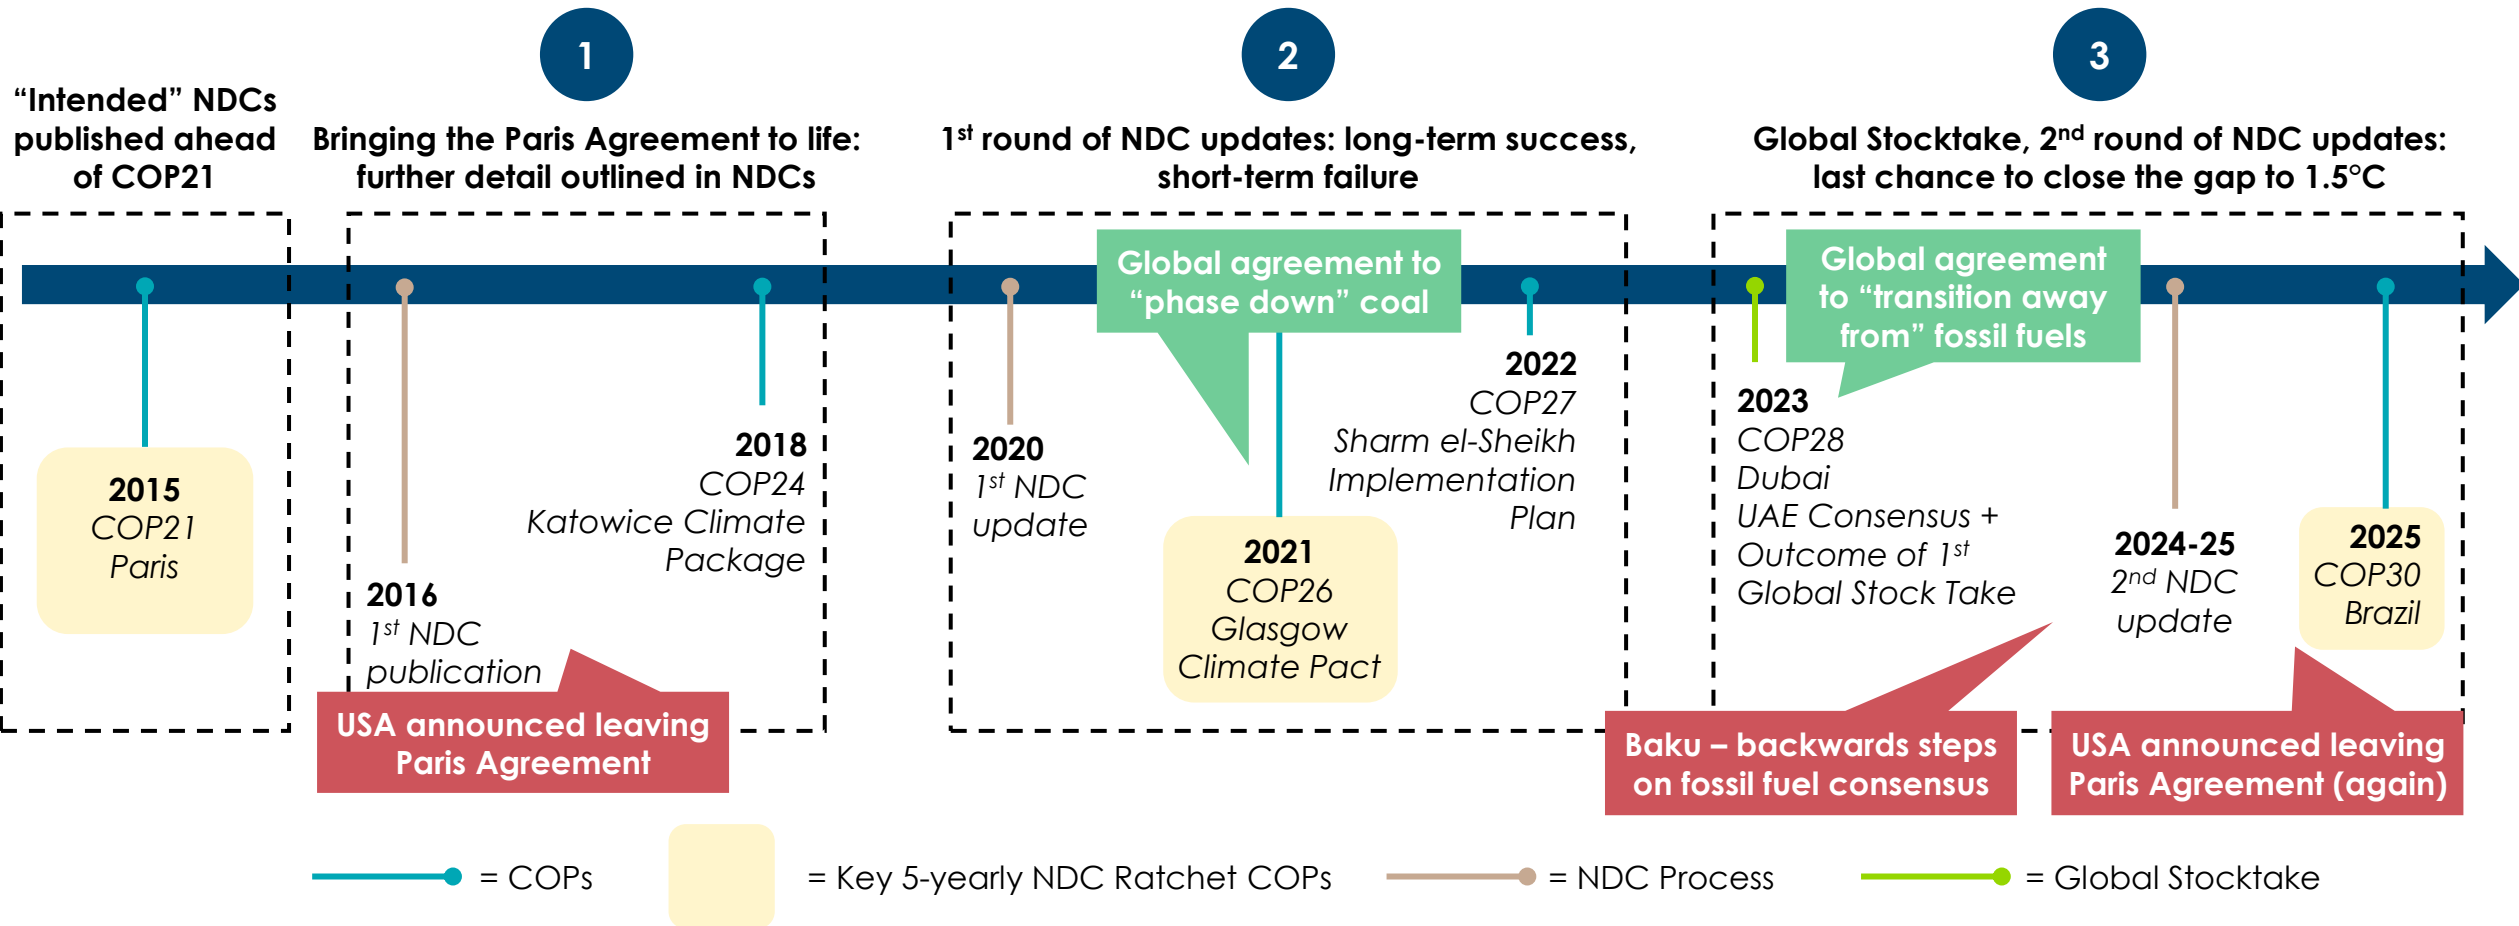 “Intended” NDCs
published ahead
of COP21
1
Bringing the Paris Agreement to life:
further detail outlined in NDCs
2
1st round of NDC updates: long-term success,
short-term failure
3
Global Stocktake, 2nd round of NDC updates:
last chance to close the gap to 1.5°C
2015
COP21
Paris
2016
1st NDC
publication
USA announced leaving
Paris Agreement
2018
COP24
Katowice Climate
Package
2020
1st NDC
update
Global agreement to
“phase down” coal
2021
COP26
Glasgow
Climate Pact
2022
COP27
Sharm el-Sheikh
Implementation
Plan
2023
COP28
Dubai
UAE Consensus +
Outcome of 1st
Global Stock Take
Global agreement
to “transition away
from” fossil fuels
Baku – backwards steps
on fossil fuel consensus
2024-25
2nd NDC
update
2025
COP30
Brazil
USA announced leaving
Paris Agreement (again)
= COPs
= Key 5-yearly NDC Ratchet COPs
= NDC Process
= Global Stocktake